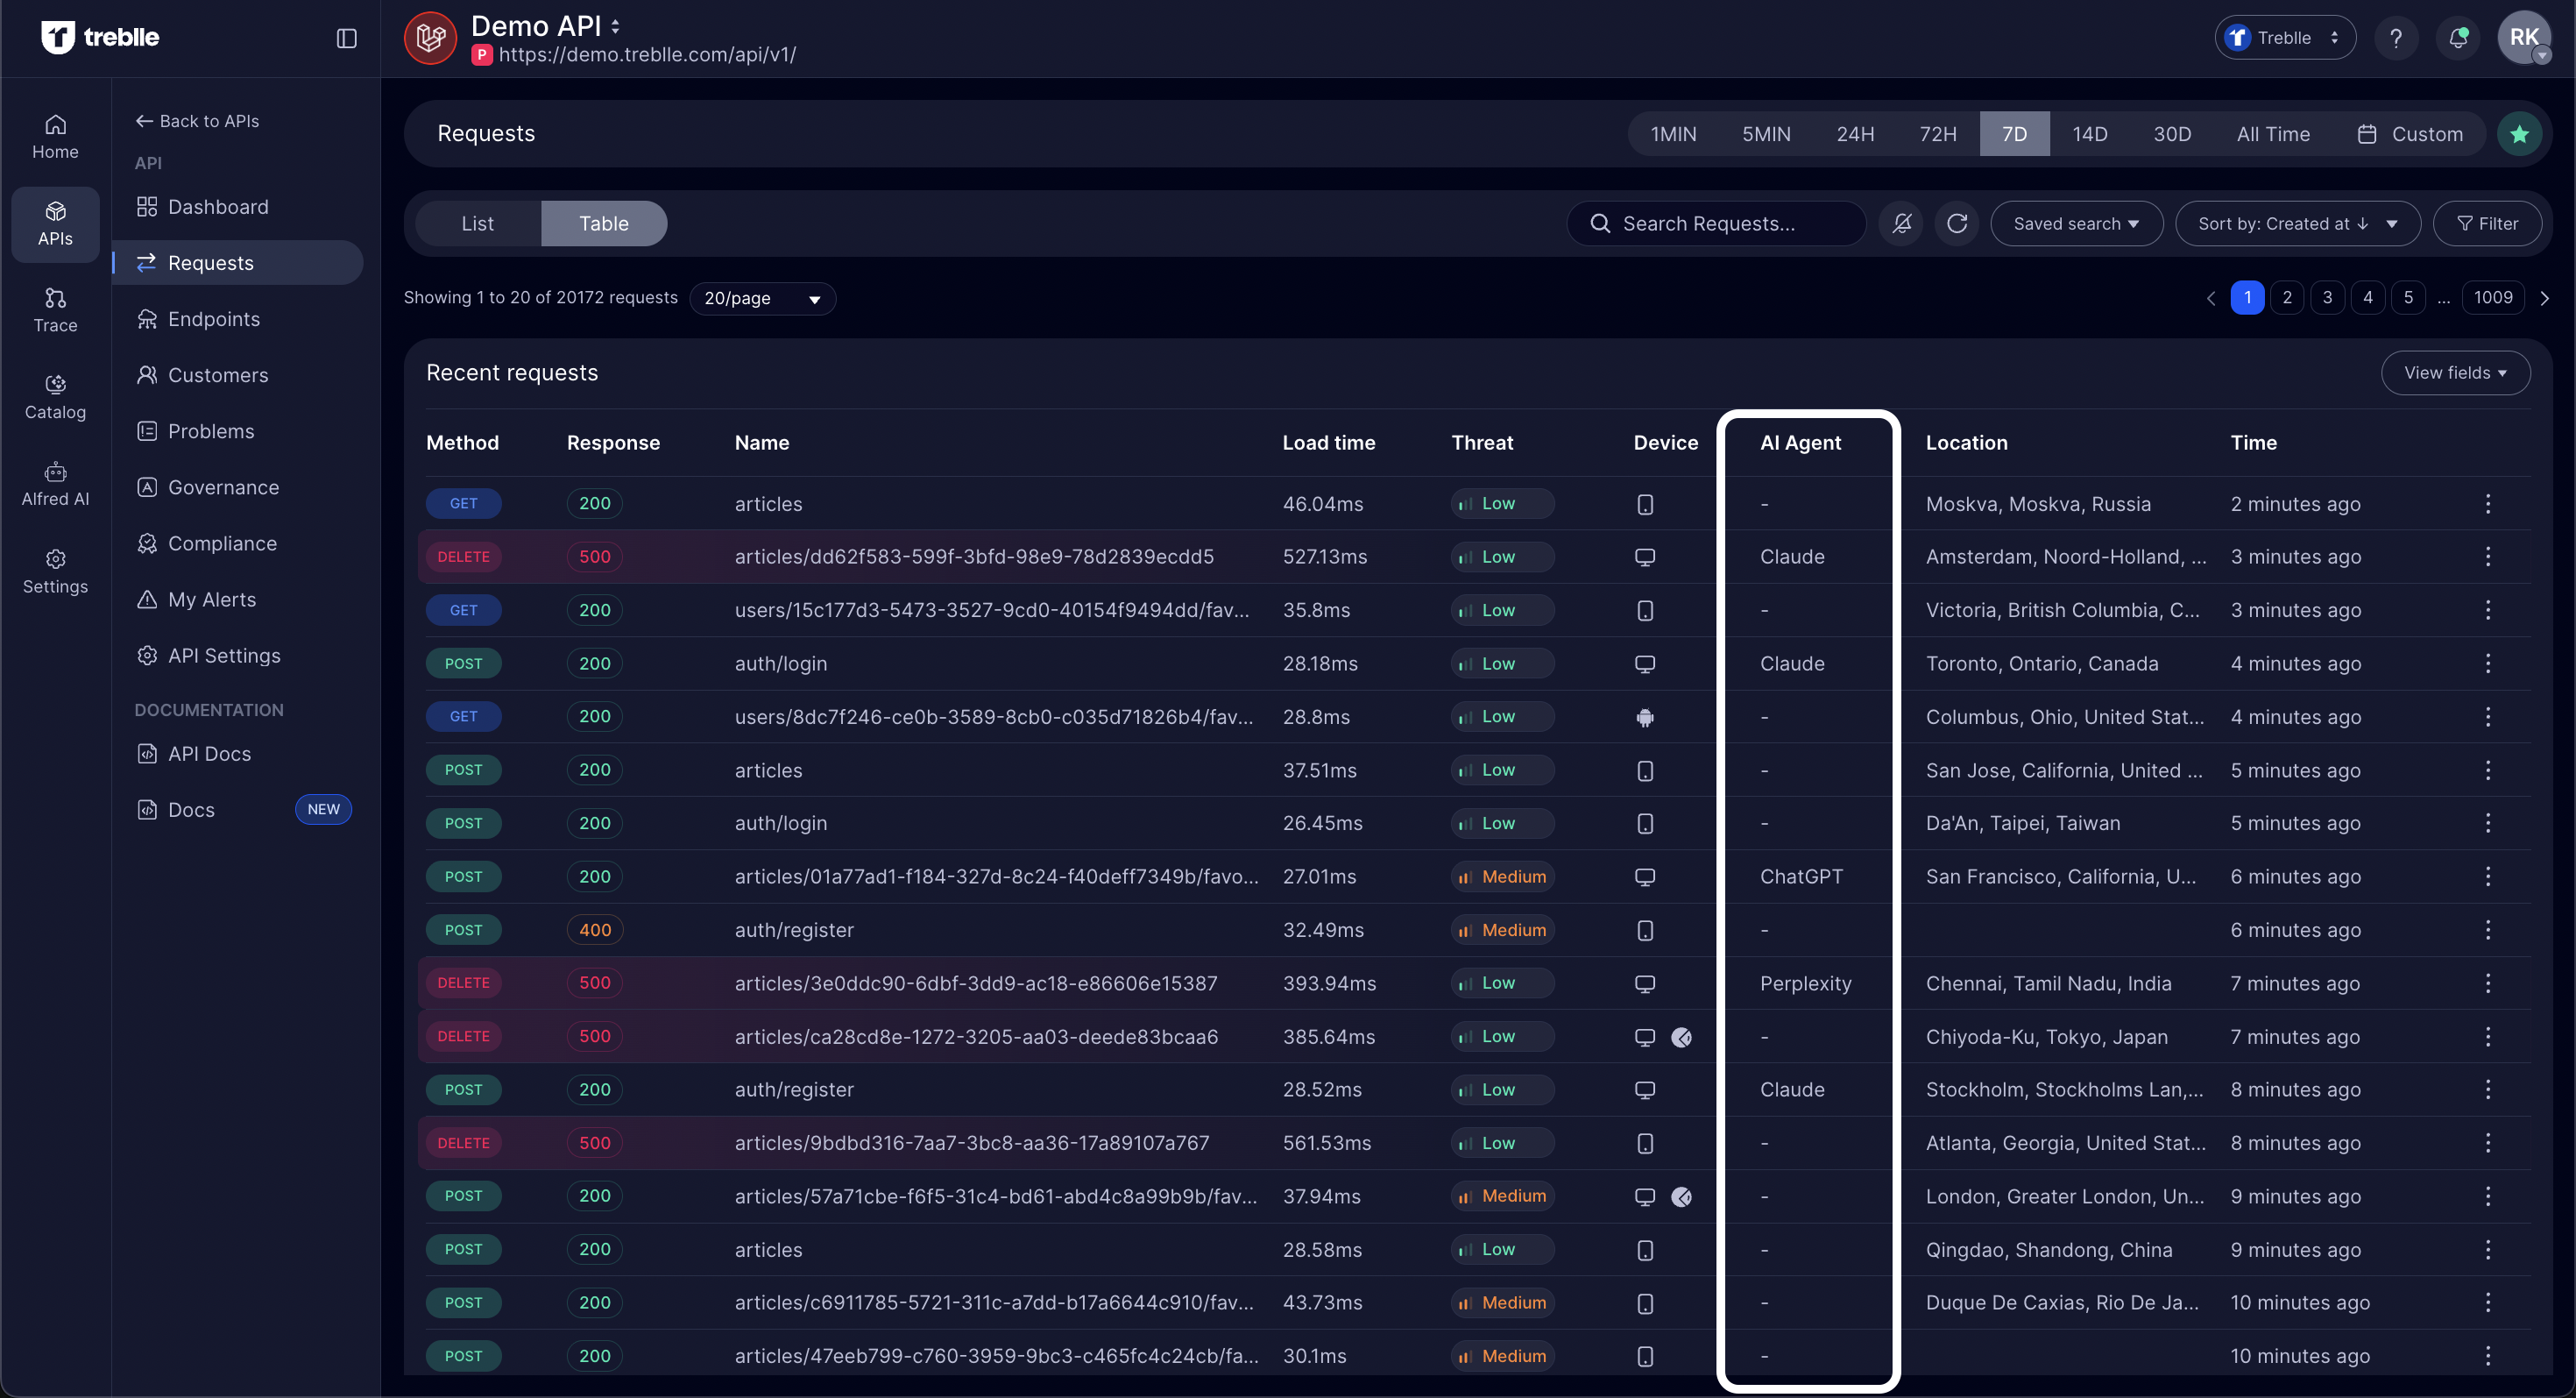 treblle
Demo API
P https://demo.treblle.com/api/v1/
Treblle
?
RK
Home
APIs
Trace
Catalog
Alfred AI
Settings
Back to APIs
API
Dashboard
Requests
Endpoints
Customers
Problems
Governance
Compliance
My Alerts
API Settings
DOCUMENTATION
API Docs
Docs NEW
Requests
1MIN 5MIN 24H 72H 7D 14D 30D All Time Custom
List Table
Search Requests... Saved search Sort by: Created at ↓ Filter
Showing 1 to 20 of 20172 requests 20/page
1 2 3 4 5 ... 1009
Recent requests View fields
Method Response Name Load time Threat Device AI Agent Location Time
GET 200 articles 46.04ms Low - Moskva, Moskva, Russia 2 minutes ago
DELETE 500 articles/dd62f583-599f-3bfd-98e9-78d2839ecdd5 527.13ms Low Claude Amsterdam, Noord-Holland, ... 3 minutes ago
GET 200 users/15c177d3-5473-3527-9cd0-40154f9494dd/fav... 35.8ms Low - Victoria, British Columbia, C... 3 minutes ago
POST 200 auth/login 28.18ms Low Claude Toronto, Ontario, Canada 4 minutes ago
GET 200 users/8dc7f246-ce0b-3589-8cb0-c035d71826b4/fav... 28.8ms Low - Columbus, Ohio, United Stat... 4 minutes ago
POST 200 articles 37.51ms Low - San Jose, California, United ... 5 minutes ago
POST 200 auth/login 26.45ms Low - Da'An, Taipei, Taiwan 5 minutes ago
POST 200 articles/01a77ad1-f184-327d-8c24-f40deff7349b/favo... 27.01ms Medium ChatGPT San Francisco, California, U... 6 minutes ago
POST 400 auth/register 32.49ms Medium - 6 minutes ago
DELETE 500 articles/3e0ddc90-6dbf-3dd9-ac18-e86606e15387 393.94ms Low Perplexity Chennai, Tamil Nadu, India 7 minutes ago
DELETE 500 articles/ca28cd8e-1272-3205-aa03-deede83bcaa6 385.64ms Low - Chiyoda-Ku, Tokyo, Japan 7 minutes ago
POST 200 auth/register 28.52ms Low Claude Stockholm, Stockholms Lan,... 8 minutes ago
DELETE 500 articles/9bdbd316-7aa7-3bc8-aa36-17a89107a767 561.53ms Low - Atlanta, Georgia, United Stat... 8 minutes ago
POST 200 articles/57a71cbe-f6f5-31c4-bd61-abd4c8a99b9b/fav... 37.94ms Medium - London, Greater London, Un... 9 minutes ago
POST 200 articles 28.58ms Low - Qingdao, Shandong, China 9 minutes ago
POST 200 articles/c6911785-5721-311c-a7dd-b17a6644c910/fav... 43.73ms Medium - Duque De Caxias, Rio De Ja... 10 minutes ago
POST 200 articles/47eeb799-c760-3959-9bc3-c465fc4c24cb/fa... 30.1ms Medium - 10 minutes ago